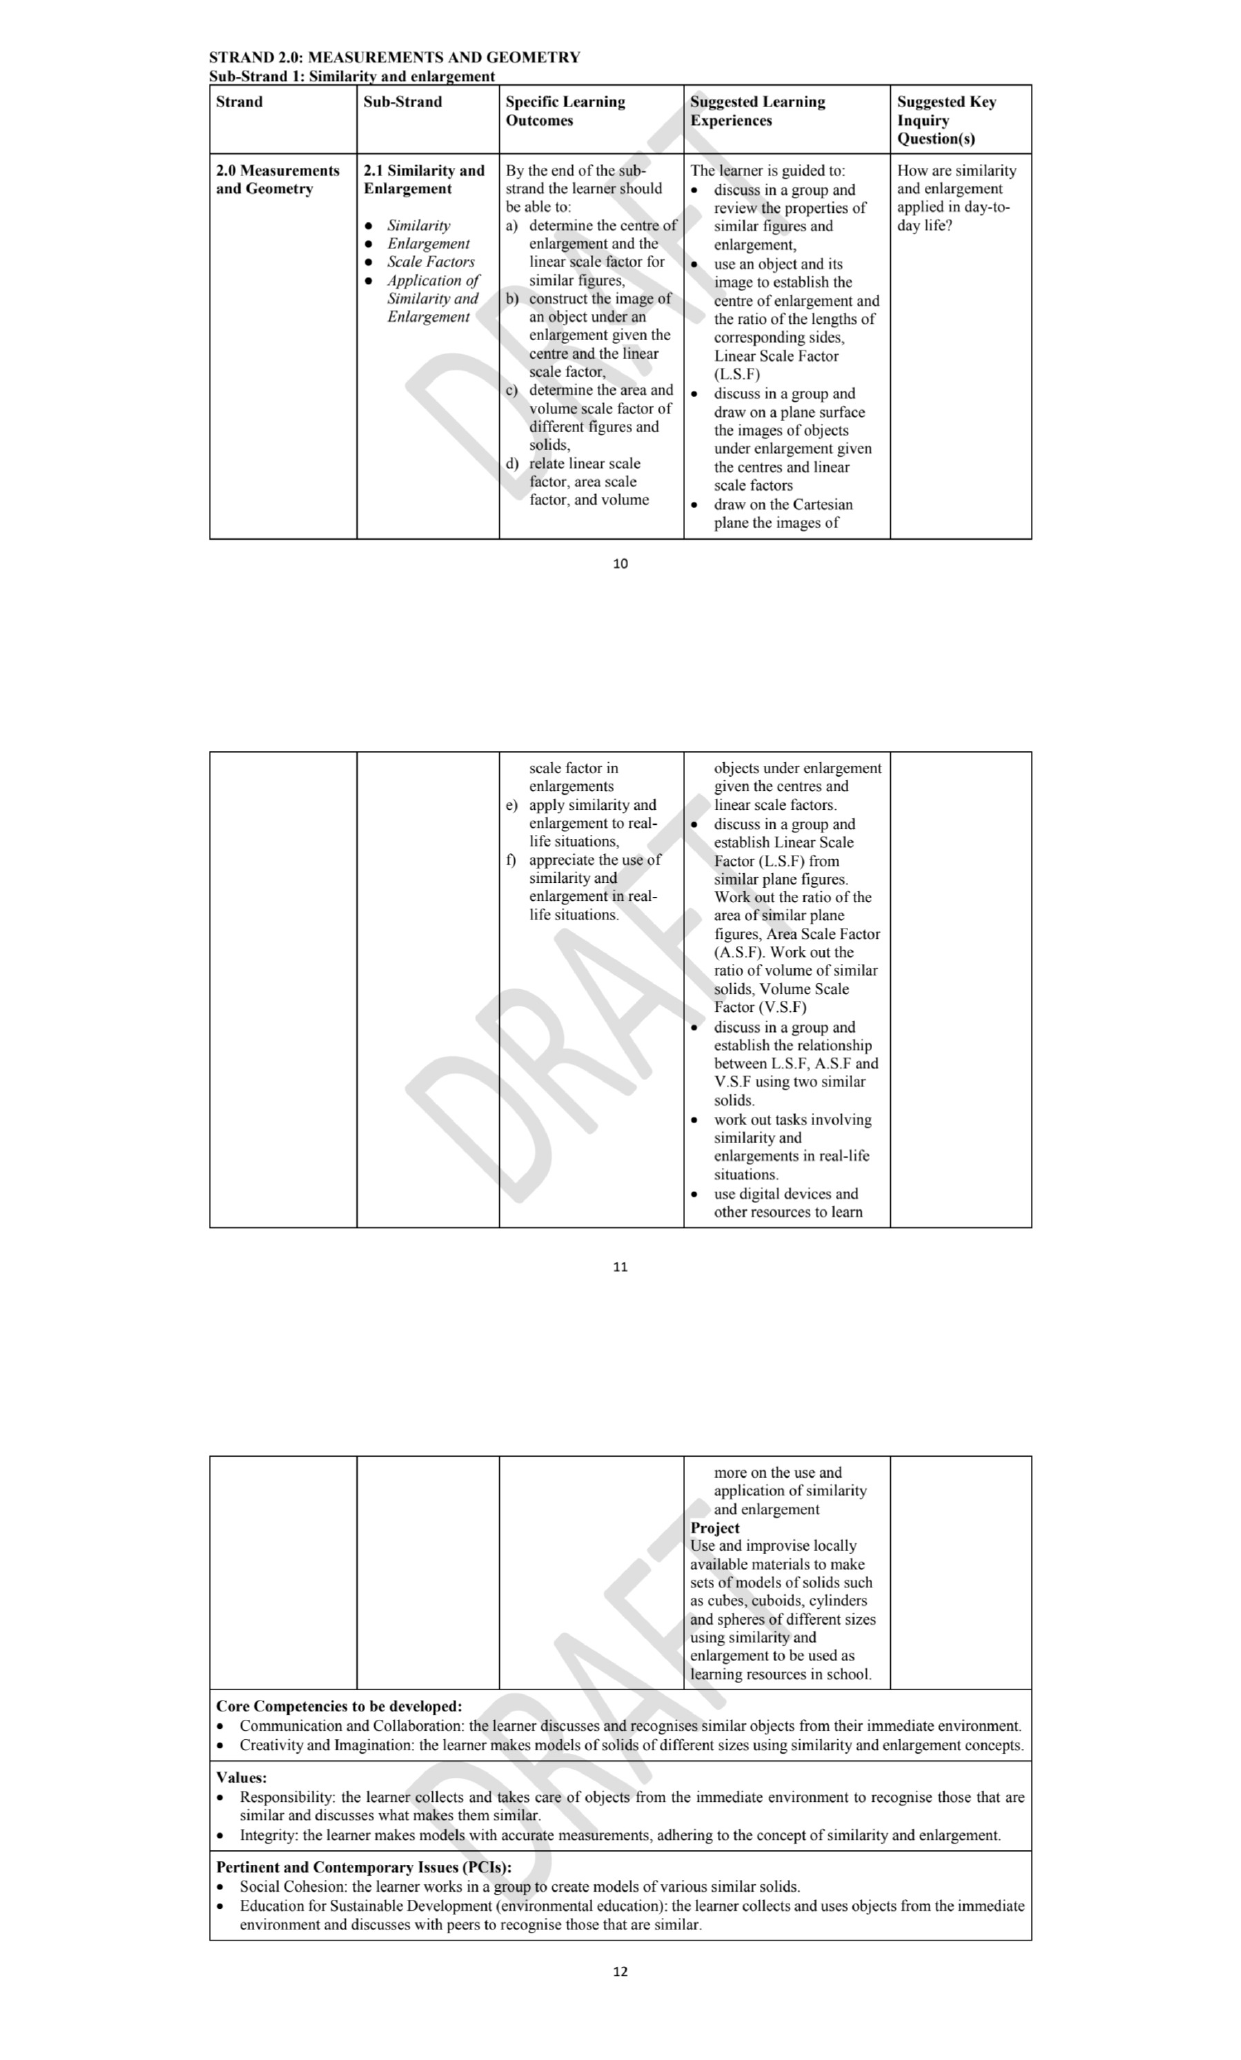 STRAND 2.0: MEASUREMENTS AND GEOMETRY
Sub-Strand 1: Similarity and enlargement
Strand
Sub-Strand
Specific Learning
Outcomes
Suggested Learning
Experiences
Suggested Key
Inquiry
Question(s)
2.0 Measurements
and Geometry
2.1 Similarity and
Enlargement
● Similarity
● Enlargement
● Scale Factors
● Application of
Similarity and
Enlargement
By the end of the sub-
strand the learner should
be able to:
a) determine the centre of
enlargement and the
linear scale factor for
similar figures,
b) construct the image of
an object under an
enlargement given the
centre and the linear
scale factor,
c) determine the area and
volume scale factor of
different figures and
solids,
d) relate linear scale
factor, area scale
factor, and volume
The learner is guided to:
● discuss in a group and
review the properties of
similar figures and
enlargement,
● use an object and its
image to establish the
centre of enlargement and
the ratio of the lengths of
corresponding sides,
Linear Scale Factor
(L.S.F)
● discuss in a group and
draw on a plane surface
the images of objects
under enlargement given
the centres and linear
scale factors
● draw on the Cartesian
plane the images of
How are similarity
and enlargement
applied in day-to-
day life?
DRAFT
10
scale factor in
enlargements
e) apply similarity and
enlargement to real-
life situations,
f) appreciate the use of
similarity and
enlargement in real-
life situations.
objects under enlargement
given the centres and
linear scale factors.
● discuss in a group and
establish Linear Scale
Factor (L.S.F) from
similar plane figures.
Work out the ratio of the
area of similar plane
figures, Area Scale Factor
(A.S.F). Work out the
ratio of volume of similar
solids, Volume Scale
Factor (V.S.F)
● discuss in a group and
establish the relationship
between L.S.F, A.S.F and
V.S.F using two similar
solids.
● work out tasks involving
similarity and
enlargements in real-life
situations.
● use digital devices and
other resources to learn
DRAFT
11
more on the use and
application of similarity
and enlargement
Project
Use and improvise locally
available materials to make
sets of models of solids such
as cubes, cuboids, cylinders
and spheres of different sizes
using similarity and
enlargement to be used as
learning resources in school.
DRAFT
Core Competencies to be developed:
● Communication and Collaboration: the learner discusses and recognises similar objects from their immediate environment.
● Creativity and Imagination: the learner makes models of solids of different sizes using similarity and enlargement concepts.
Values:
● Responsibility: the learner collects and takes care of objects from the immediate environment to recognise those that are
similar and discusses what makes them similar.
● Integrity: the learner makes models with accurate measurements, adhering to the concept of similarity and enlargement.
Pertinent and Contemporary Issues (PCIs):
● Social Cohesion: the learner works in a group to create models of various similar solids.
● Education for Sustainable Development (environmental education): the learner collects and uses objects from the immediate
environment and discusses with peers to recognise those that are similar.
12